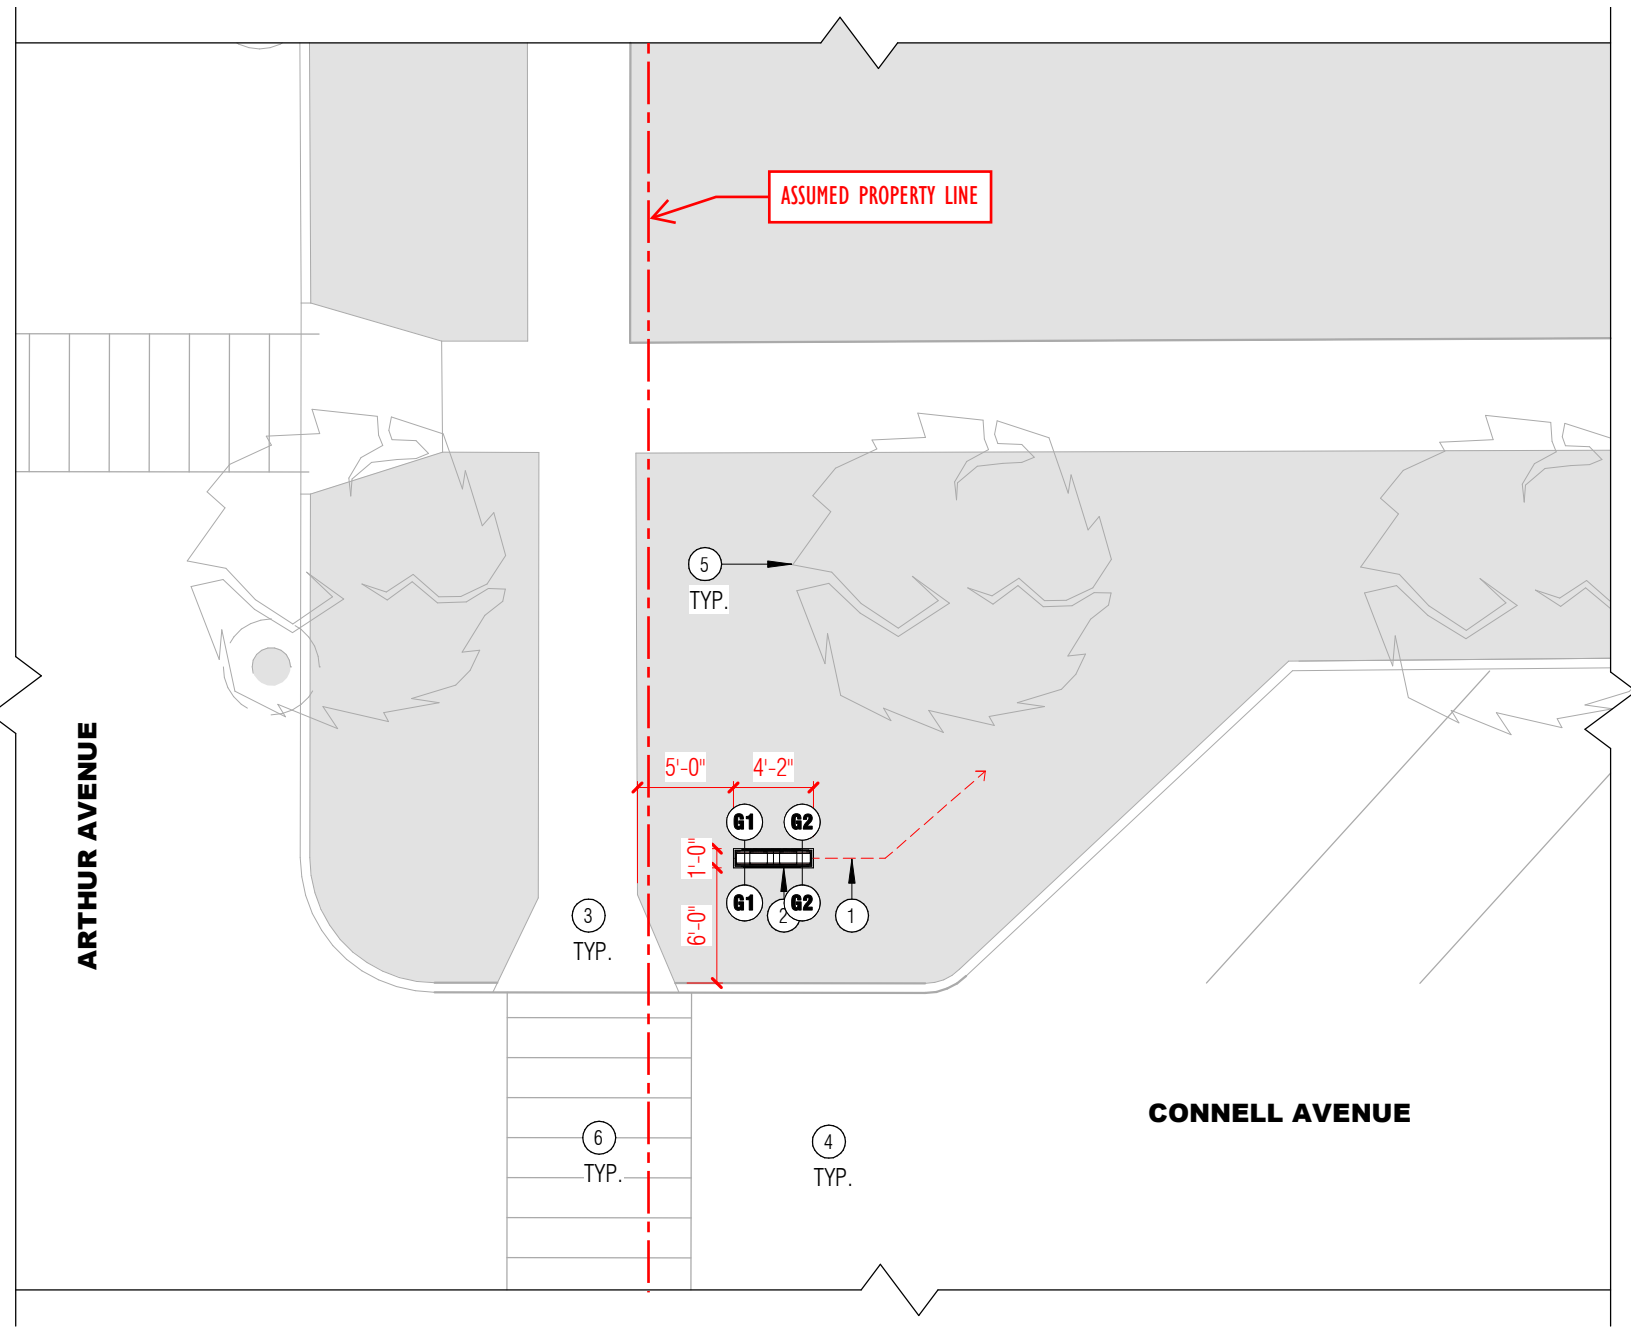 ASSUMED PROPERTY LINE
5
TYP.
5'-0"
4'-2"
G1
G2
1'-0"
G1
2
G2
1
6'-0"
3
TYP.
ARTHUR AVENUE
CONNELL AVENUE
6
TYP.
4
TYP.